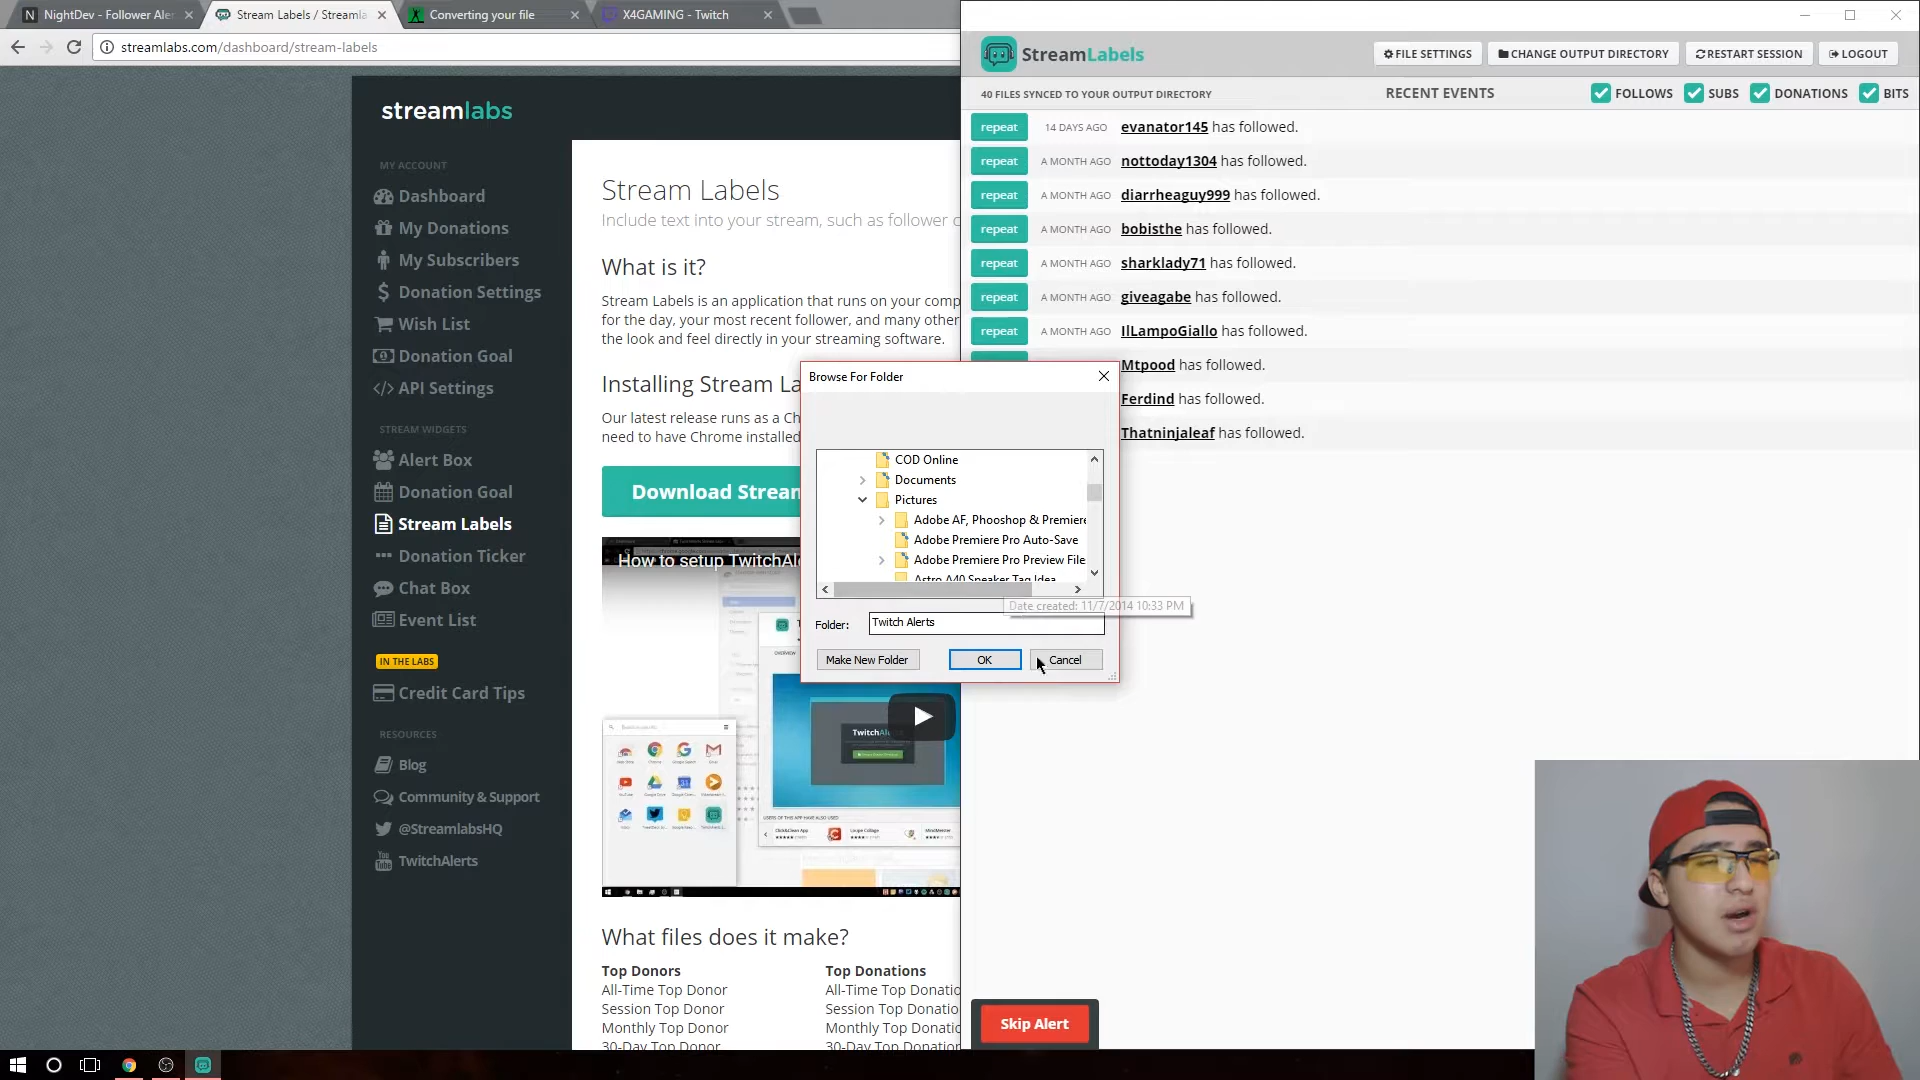 NightDev - Follower Aler
Stream Labels / Streamla
Converting your file
X4GAMING - Twitch
streamlabs.com/dashboard/stream-labels
streamlabs
MY ACCOUNT
Dashboard
My Donations
My Subscribers
Donation Settings
Wish List
Donation Goal
API Settings
STREAM WIDGETS
Alert Box
Donation Goal
Stream Labels
Donation Ticker
Chat Box
Event List
IN THE LABS
Credit Card Tips
RESOURCES
Blog
Community & Support
@StreamlabsHQ
TwitchAlerts
Stream Labels
Include text into your stream, such as follower c
What is it?
Stream Labels is an application that runs on your comp
for the day, your most recent follower, and many other
the look and feel directly in your streaming software.
Installing Stream La
Our latest release runs as a Ch
need to have Chrome installed
Download Strean
How to setup TwitchAl
TwitchA
What files does it make?
Top Donors
All-Time Top Donor
Session Top Donor
Monthly Top Donor
30-Day Top Donor
Top Donations
All-Time Top Donatio
Session Top Donatio
Monthly Top Donatio
30-Day Top Donation
StreamLabels
FILE SETTINGS
CHANGE OUTPUT DIRECTORY
RESTART SESSION
LOGOUT
40 FILES SYNCED TO YOUR OUTPUT DIRECTORY
RECENT EVENTS
FOLLOWS
SUBS
DONATIONS
BITS
repeat 14 DAYS AGO evanator145 has followed.
repeat A MONTH AGO nottoday1304 has followed.
repeat A MONTH AGO diarrheaguy999 has followed.
repeat A MONTH AGO bobisthe has followed.
repeat A MONTH AGO sharklady71 has followed.
repeat A MONTH AGO giveagabe has followed.
repeat A MONTH AGO IlLampoGiallo has followed.
Mtpood has followed.
Ferdind has followed.
Thatninjaleaf has followed.
Browse For Folder
COD Online
Documents
Pictures
Adobe AF, Phooshop & Premiere
Adobe Premiere Pro Auto-Save
Adobe Premiere Pro Preview File
Astro A40 Speaker Tag Idea
Date created: 11/7/2014 10:33 PM
Folder:
Twitch Alerts
Make New Folder
OK
Cancel
Skip Alert